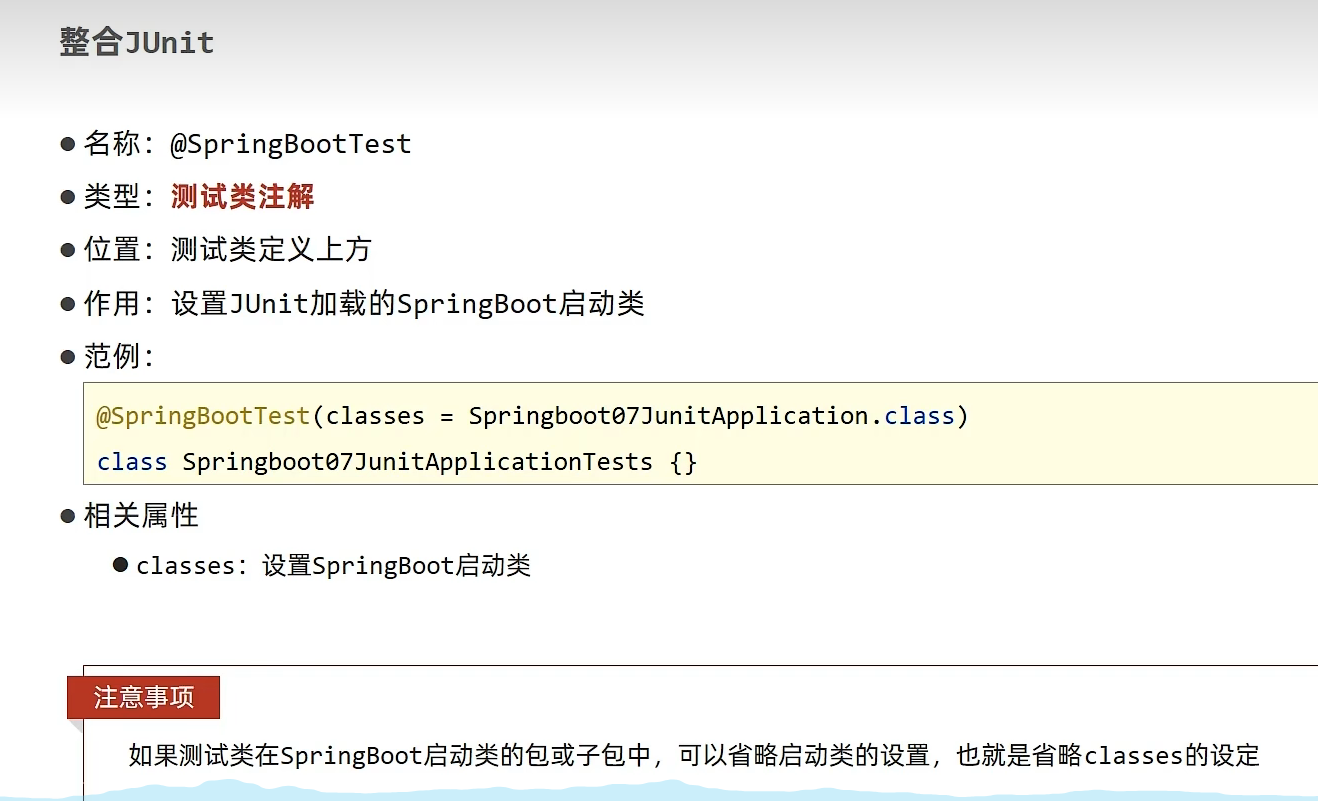 整合JUnit
● 名称：@SpringBootTest
● 类型：测试类注解
● 位置：测试类定义上方
● 作用：设置JUnit加载的SpringBoot启动类
● 范例：
@SpringBootTest(classes = Springboot07JunitApplication.class)
class Springboot07JunitApplicationTests {}
● 相关属性
● classes：设置SpringBoot启动类
注意事项
如果测试类在SpringBoot启动类的包或子包中，可以省略启动类的设置，也就是省略classes的设定